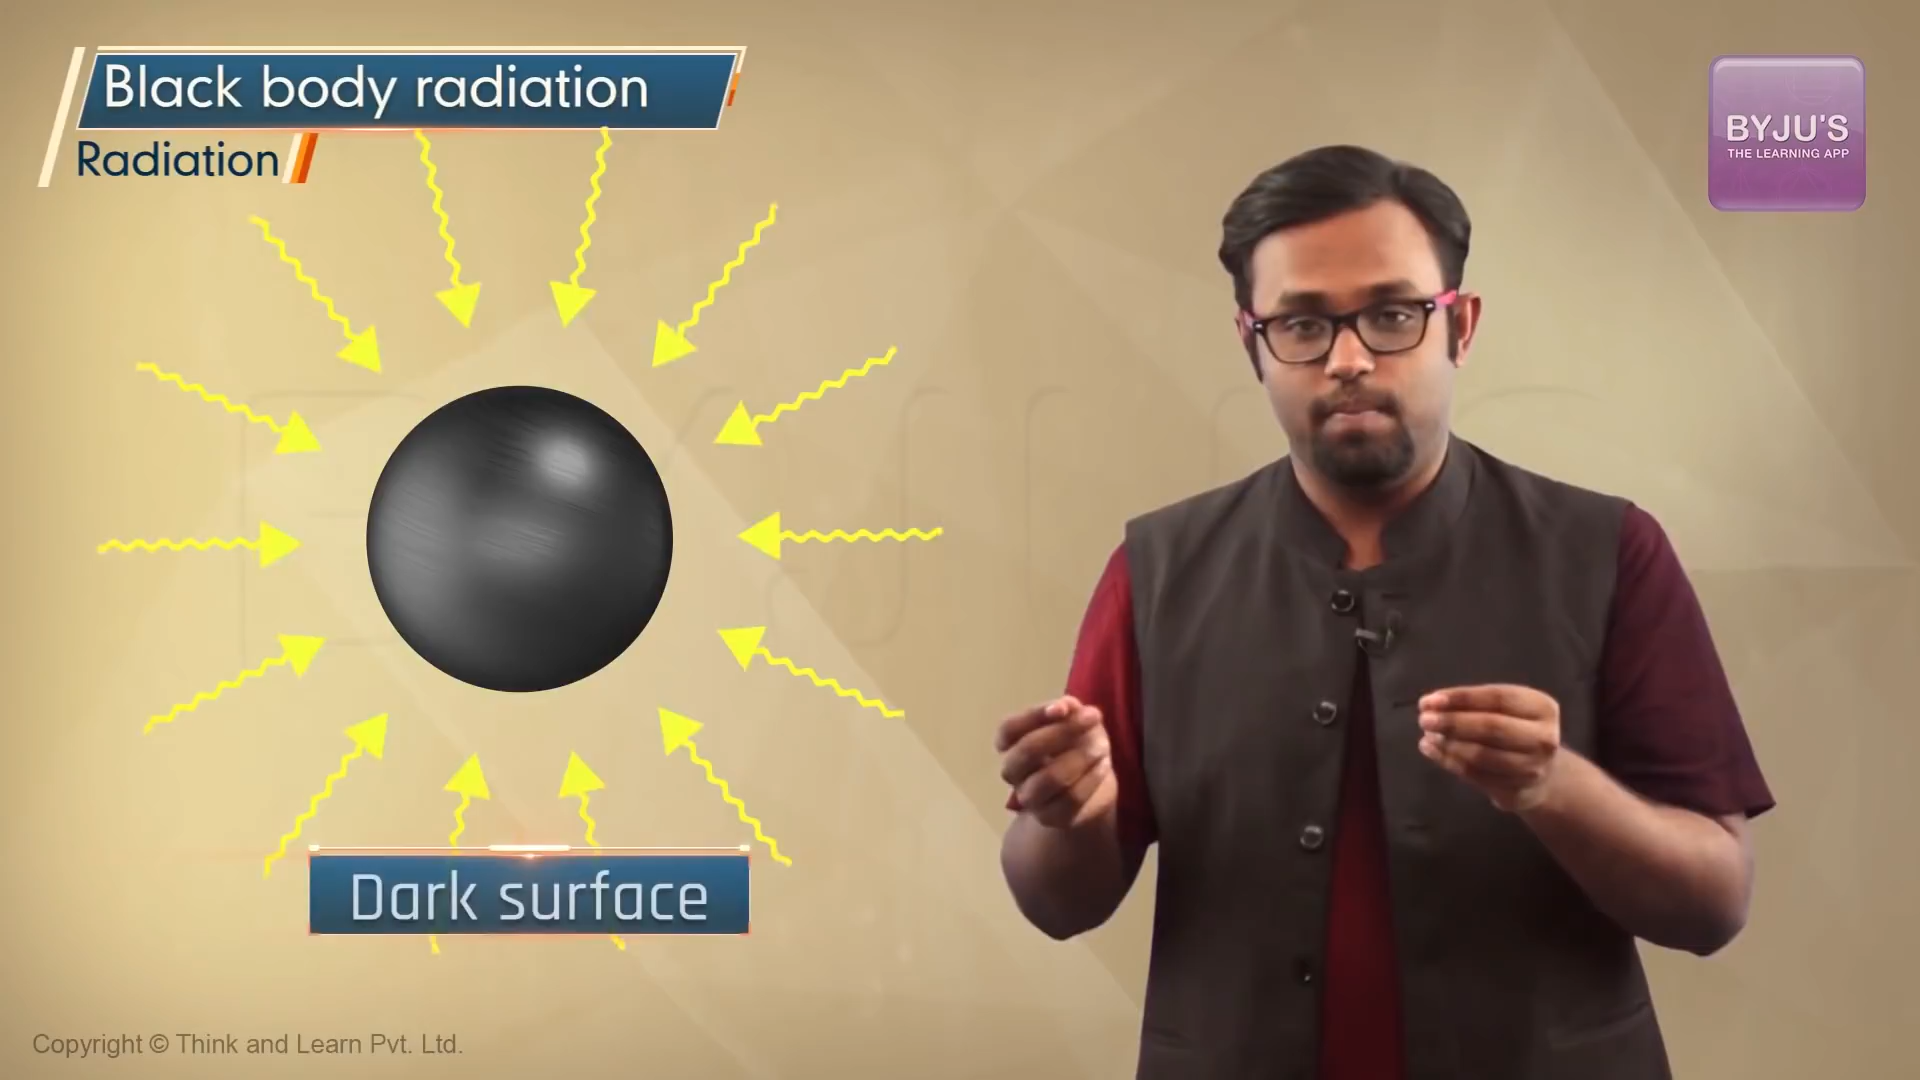 Black body radiation
Radiation
BYJU'S
THE LEARNING APP
Dark surface
Copyright © Think and Learn Pvt. Ltd.